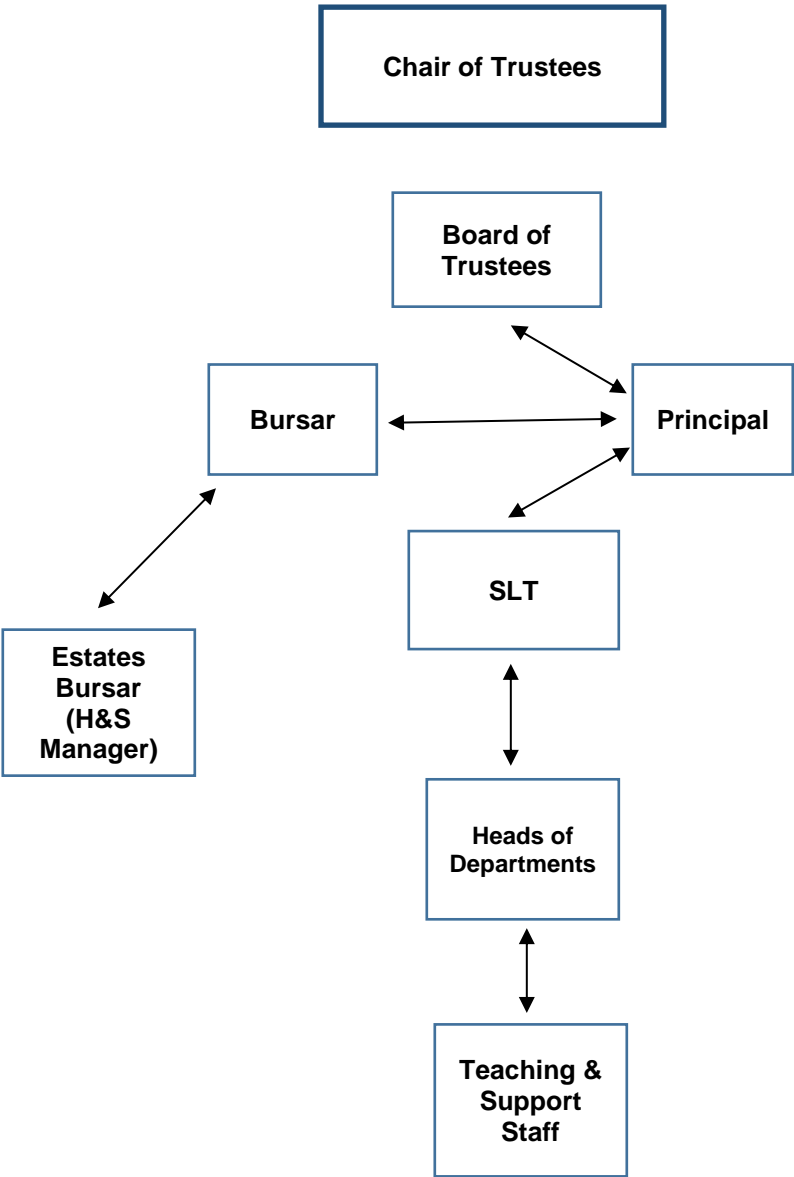 Chair of Trustees
Board of
Trustees
Bursar
Principal
SLT
Estates
Bursar
(H&S
Manager)
Heads of
Departments
Teaching &
Support
Staff